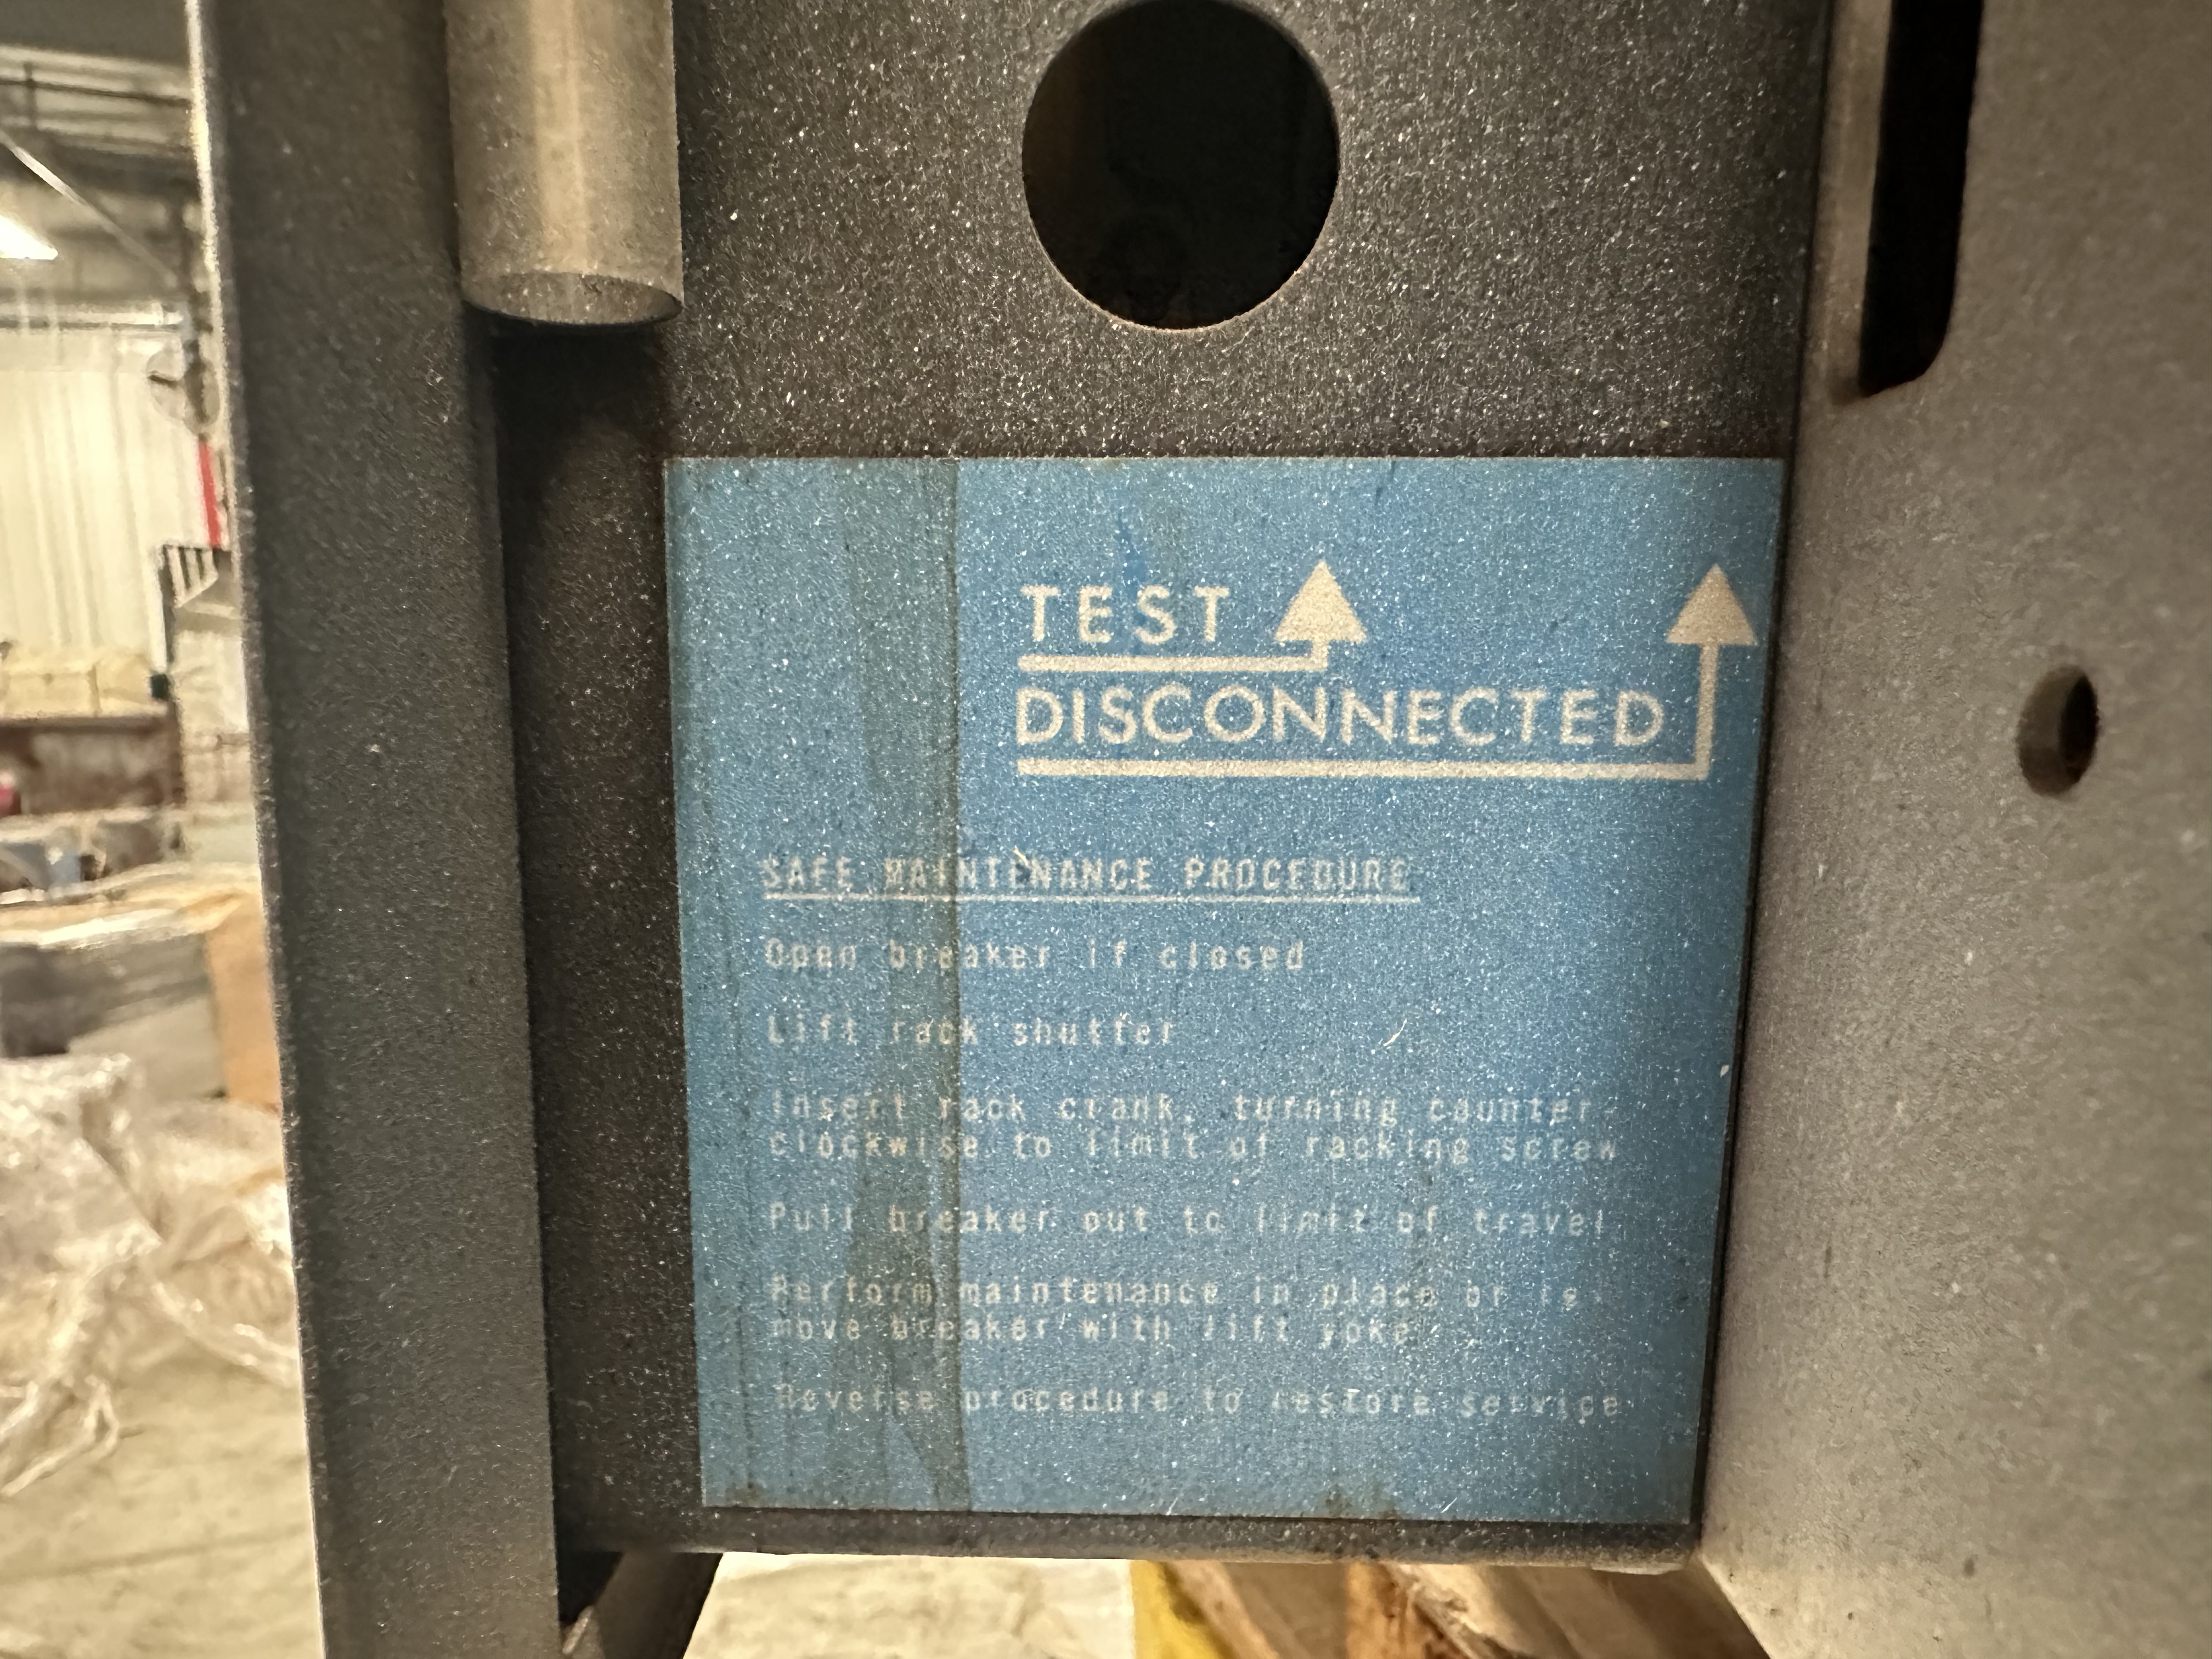 TEST
DISCONNECTED
SAFE MAINTENANCE PROCEDURE
Open breaker if closed
Lift rack shutter
Insert rack crank, turning counter-
clockwise to limit of racking screw
Pull breaker out to limit of travel
Perform maintenance in place or re-
move breaker with lift yoke
Reverse procedure to restore service